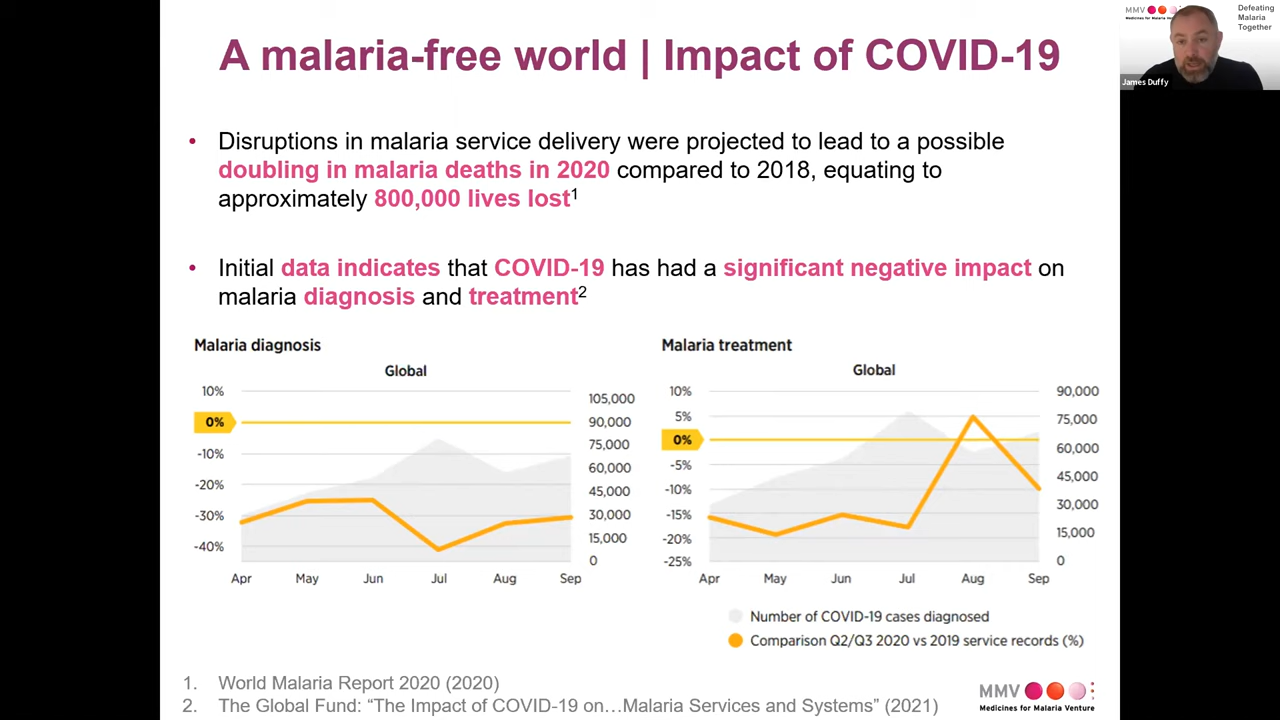 A malaria-free world | Impact of COVID-19
MMV
Medicines for Malaria Ventu
Defeating
Malaria
Together
James Duffy
• Disruptions in malaria service delivery were projected to lead to a possible
doubling in malaria deaths in 2020 compared to 2018, equating to
approximately 800,000 lives lost1
• Initial data indicates that COVID-19 has had a significant negative impact on
malaria diagnosis and treatment2
Malaria diagnosis
Global
10%
0%
-10%
-20%
-30%
-40%
105,000
90,000
75,000
60,000
45,000
30,000
15,000
0
Apr May Jun Jul Aug Sep
Malaria treatment
Global
10%
5%
0%
-5%
-10%
-15%
-20%
-25%
90,000
75,000
60,000
45,000
30,000
15,000
0
Apr May Jun Jul Aug Sep
Number of COVID-19 cases diagnosed
Comparison Q2/Q3 2020 vs 2019 service records (%)
1. World Malaria Report 2020 (2020)
2. The Global Fund: “The Impact of COVID-19 on…Malaria Services and Systems” (2021)
MMV
Medicines for Malaria Venture